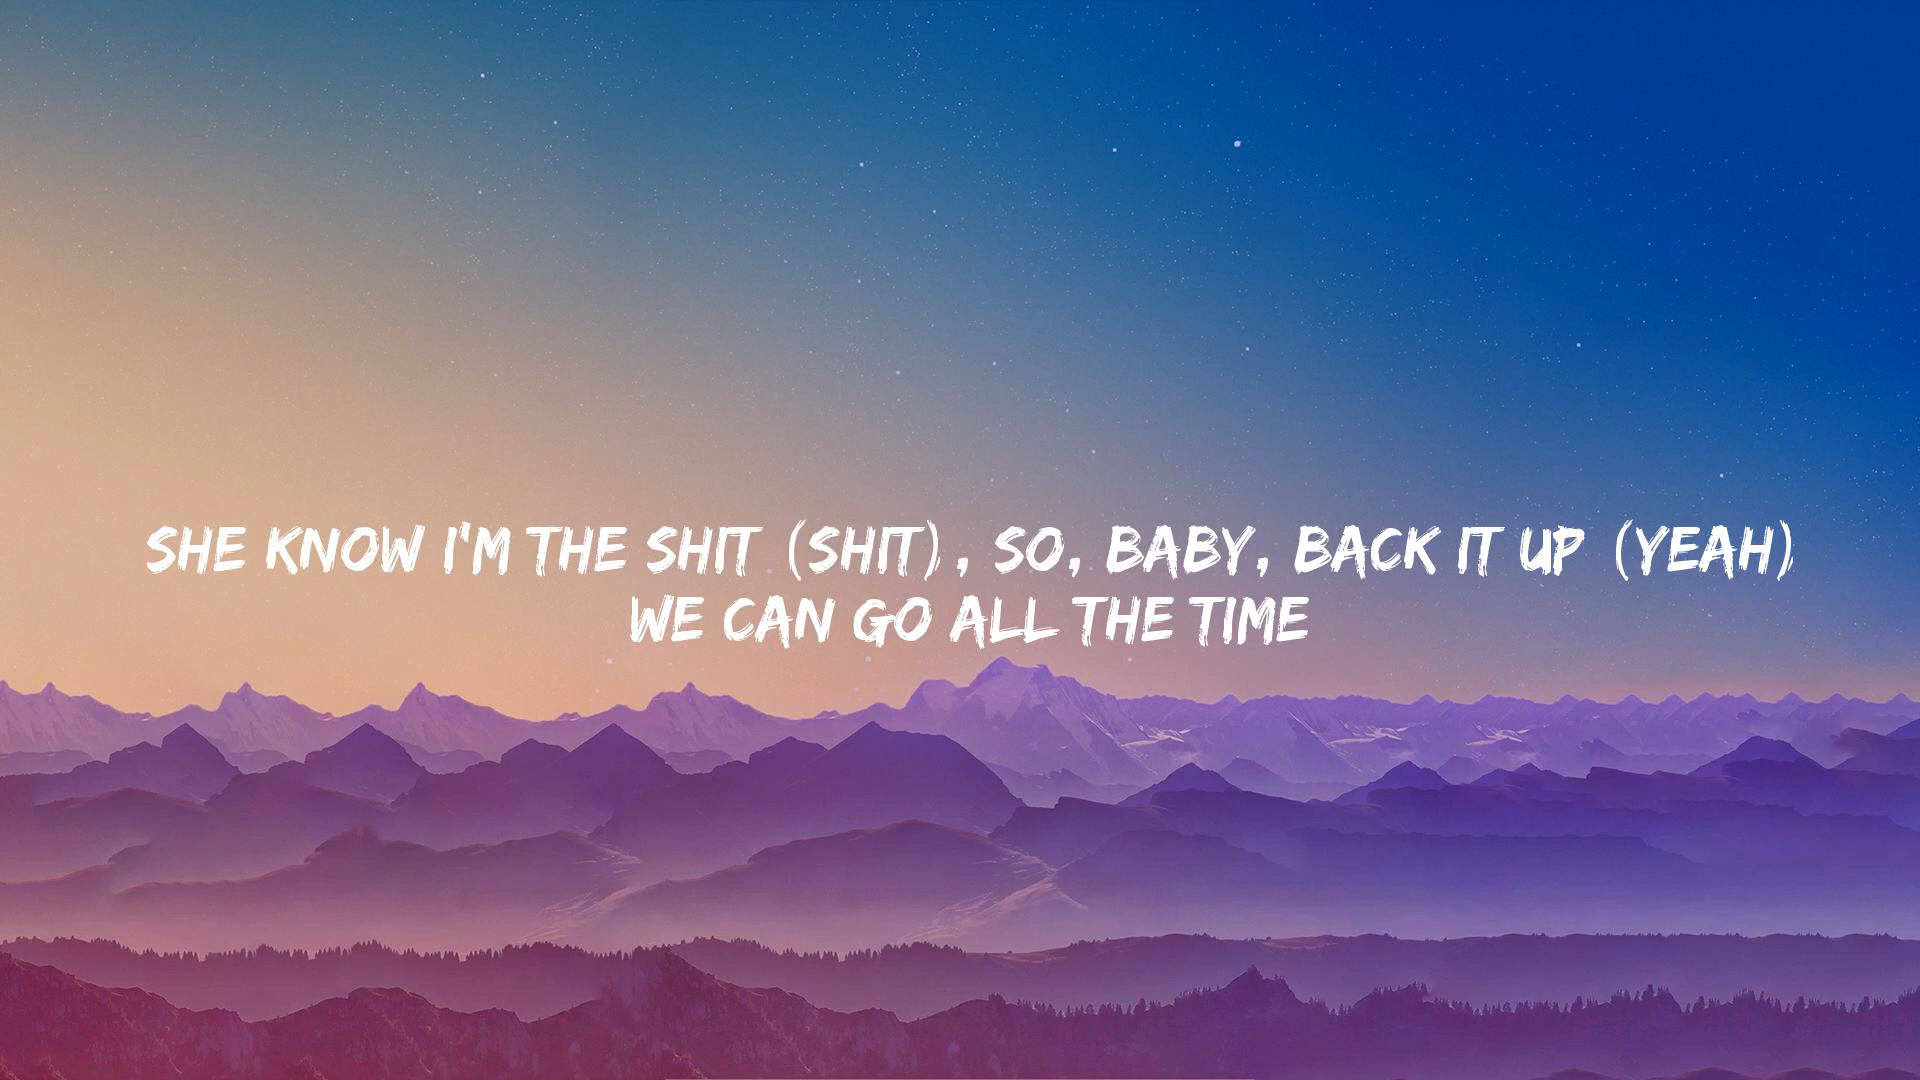 SHE KNOW I'M THE SHIT (SHIT), SO, BABY, BACK IT UP (YEAH)
WE CAN GO ALL THE TIME